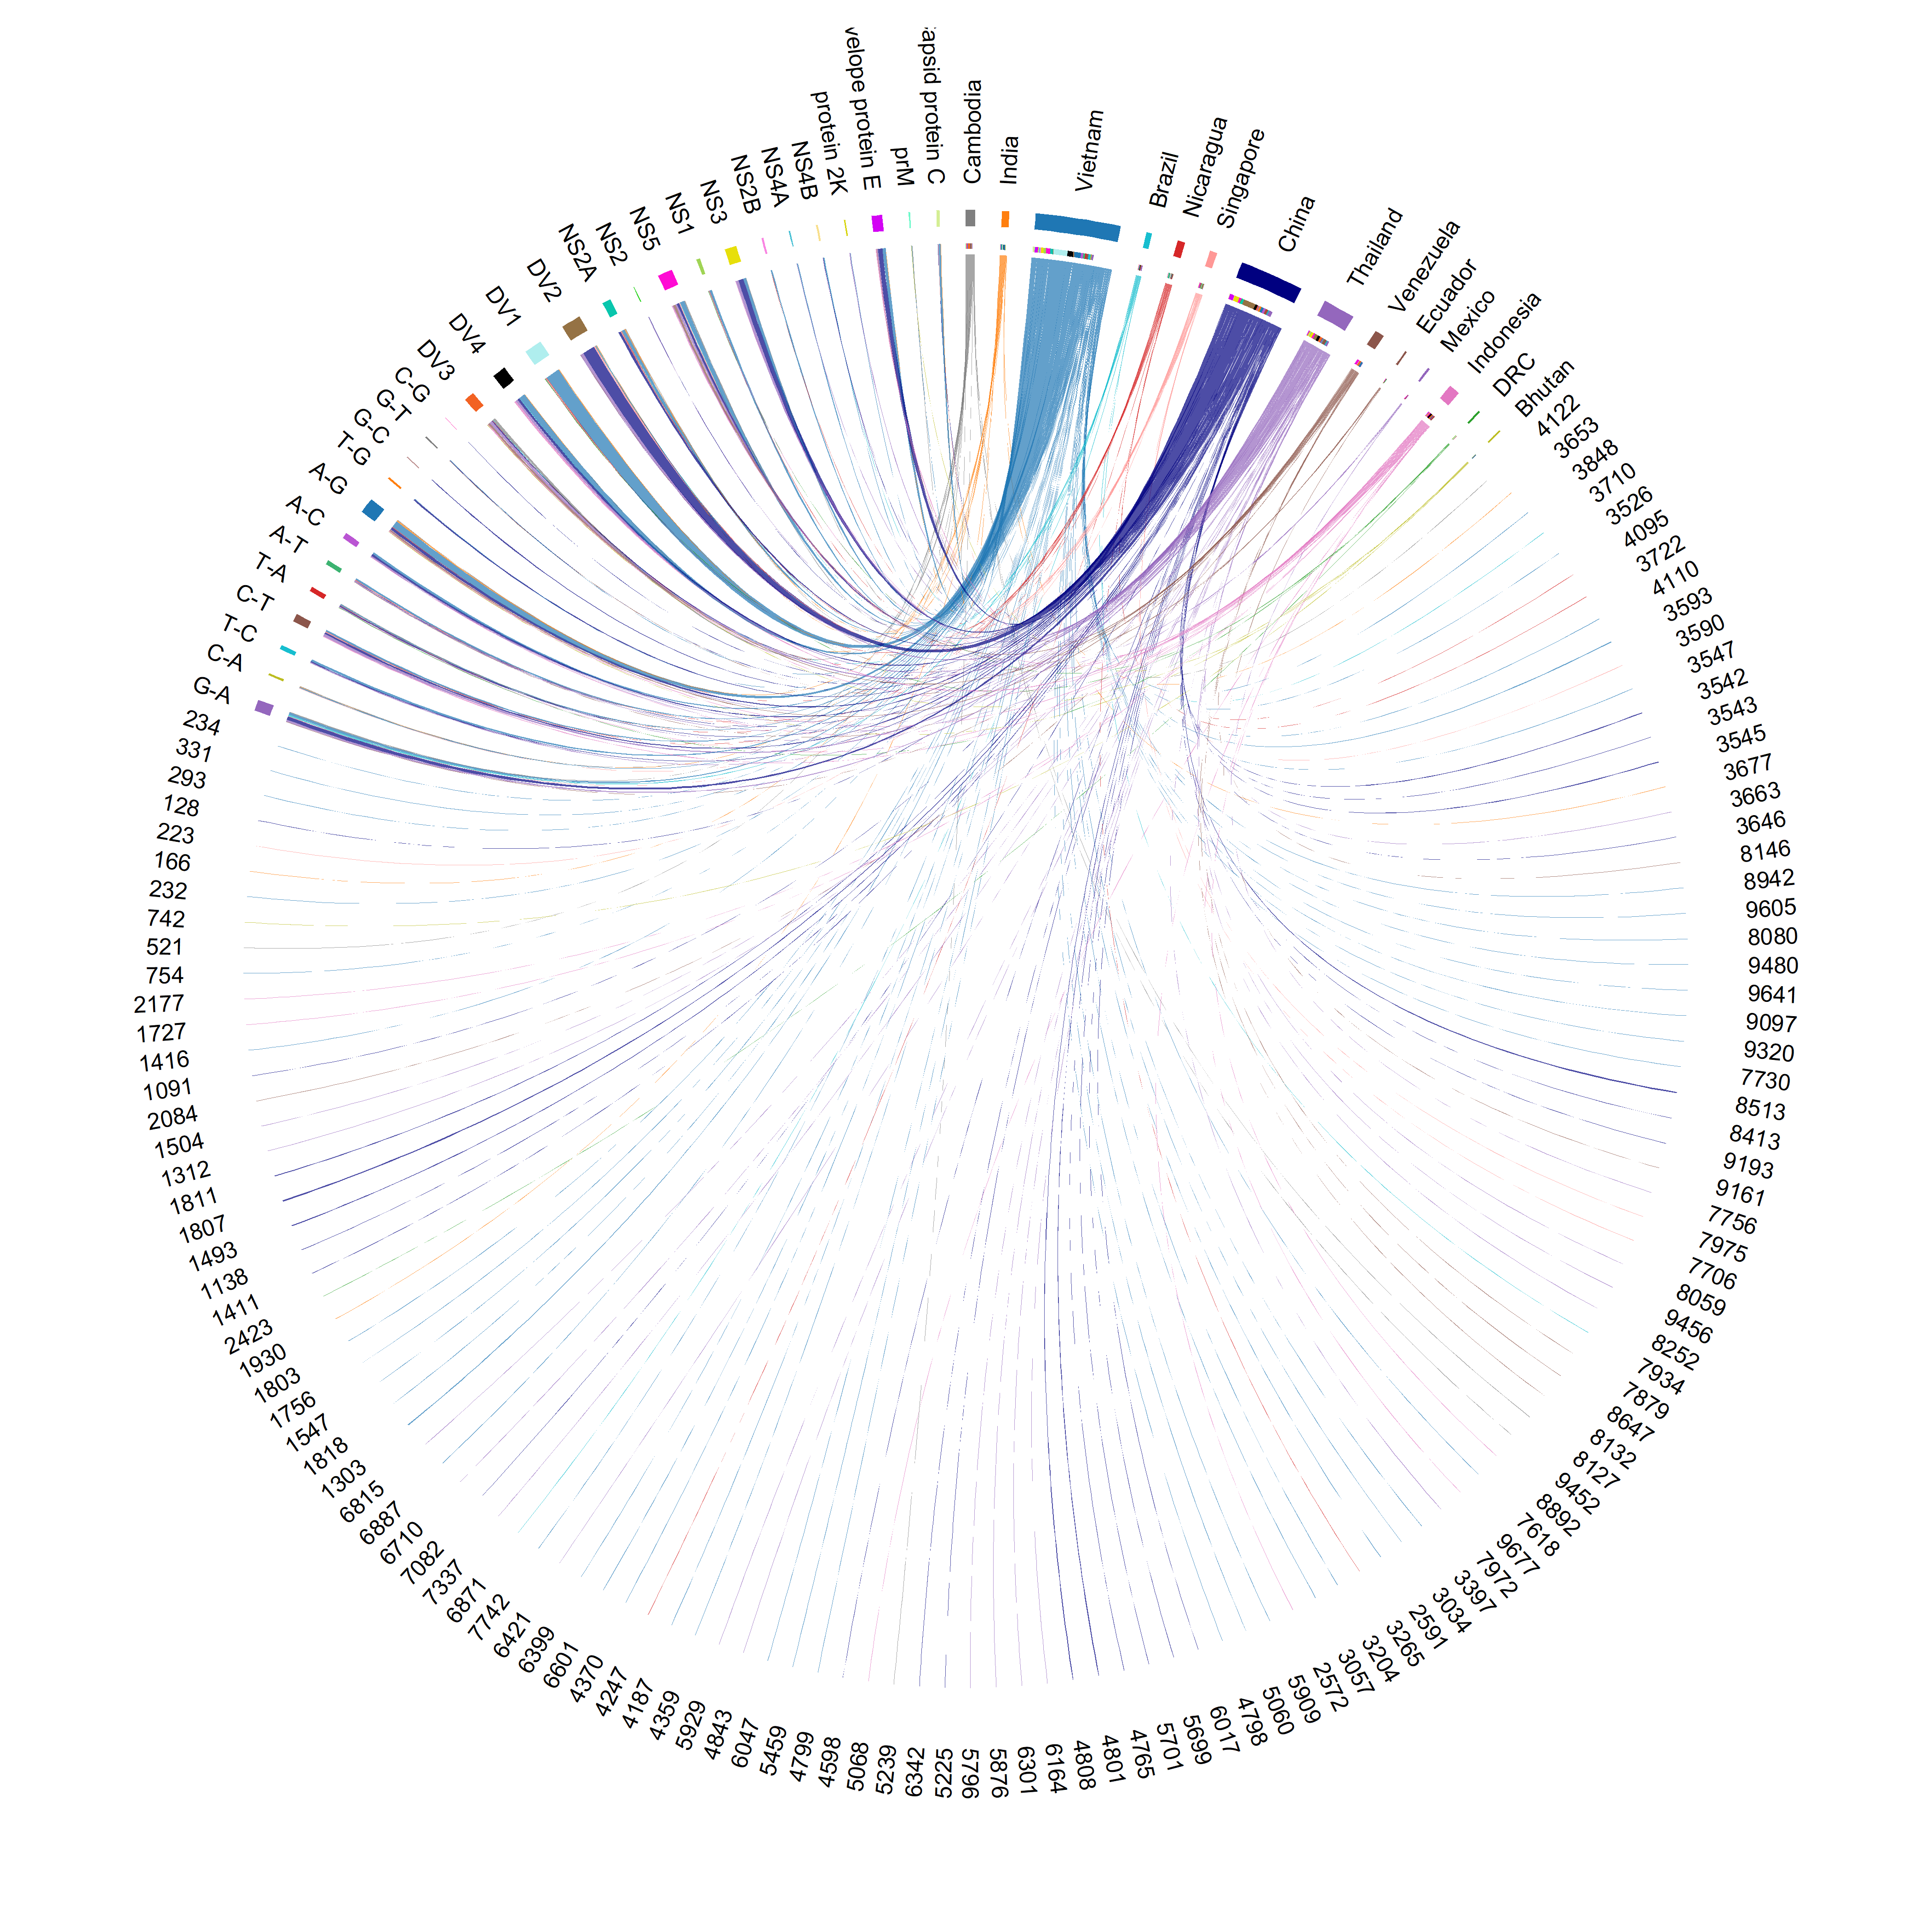 velope protein E
prM
apsid protein C
Cambodia
India
Vietnam
Brazil
Nicaragua
Singapore
China
Thailand
Venezuela
Ecuador
Mexico
Indonesia
DRC
Bhutan
4122
3653
3848
3710
3526
4095
3722
4110
3593
3590
3547
3542
3543
3545
3677
3663
3646
8146
8942
9605
8080
9480
9641
9097
9320
7730
8513
8413
9193
9161
7756
7975
7706
8059
9456
8252
7934
7879
8647
8132
8127
9452
8892
7618
9677
7972
3397
3034
2591
3265
3204
3057
2572
5909
5060
4798
6017
5699
5701
4765
4801
4808
6164
6301
5876
5796
5225
6342
5239
5068
4598
4799
5459
6047
4843
5929
4359
4187
4247
4370
6601
6399
6421
7742
6871
7337
7082
6710
6887
6815
1303
1818
1547
1756
1803
1930
2423
1411
1138
1493
1807
1811
1312
1504
2084
1091
1416
1727
2177
754
521
742
232
166
223
128
293
331
234
G-A
C-A
T-C
C-T
T-A
A-T
A-C
A-G
T-G
G-C
G-T
C-G
DV3
DV4
DV1
DV2
NS2A
NS2
NS5
NS1
NS3
NS2B
NS4A
NS4B
protein 2K